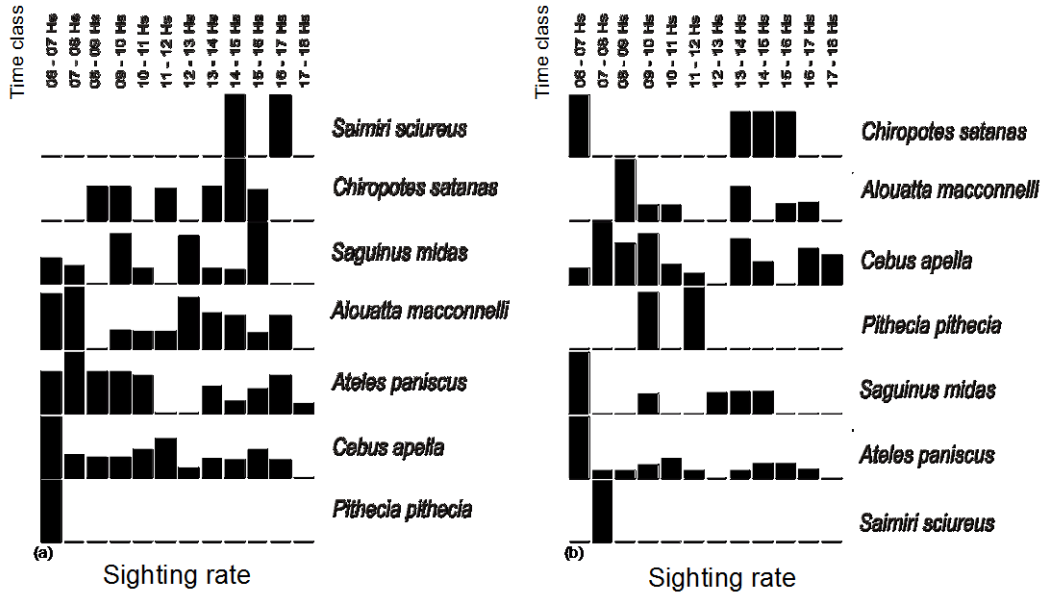 Time class
06 - 07 Hs
07 - 08 Hs
08 - 09 Hs
09 - 10 Hs
10 - 11 Hs
11 - 12 Hs
12 - 13 Hs
13 - 14 Hs
14 - 15 Hs
15 - 16 Hs
16 - 17 Hs
17 - 18 Hs
Saimiri sciureus
Chiropotes satanas
Saguinus midas
Alouatta macconnelli
Ateles paniscus
Cebus apella
Pithecia pithecia
(a)
Sighting rate
Time class
06 - 07 Hs
07 - 08 Hs
08 - 09 Hs
09 - 10 Hs
10 - 11 Hs
11 - 12 Hs
12 - 13 Hs
13 - 14 Hs
14 - 15 Hs
15 - 16 Hs
16 - 17 Hs
17 - 18 Hs
Chiropotes satanas
Alouatta macconnelli
Cebus apella
Pithecia pithecia
Saguinus midas
Ateles paniscus
Saimiri sciureus
(b)
Sighting rate